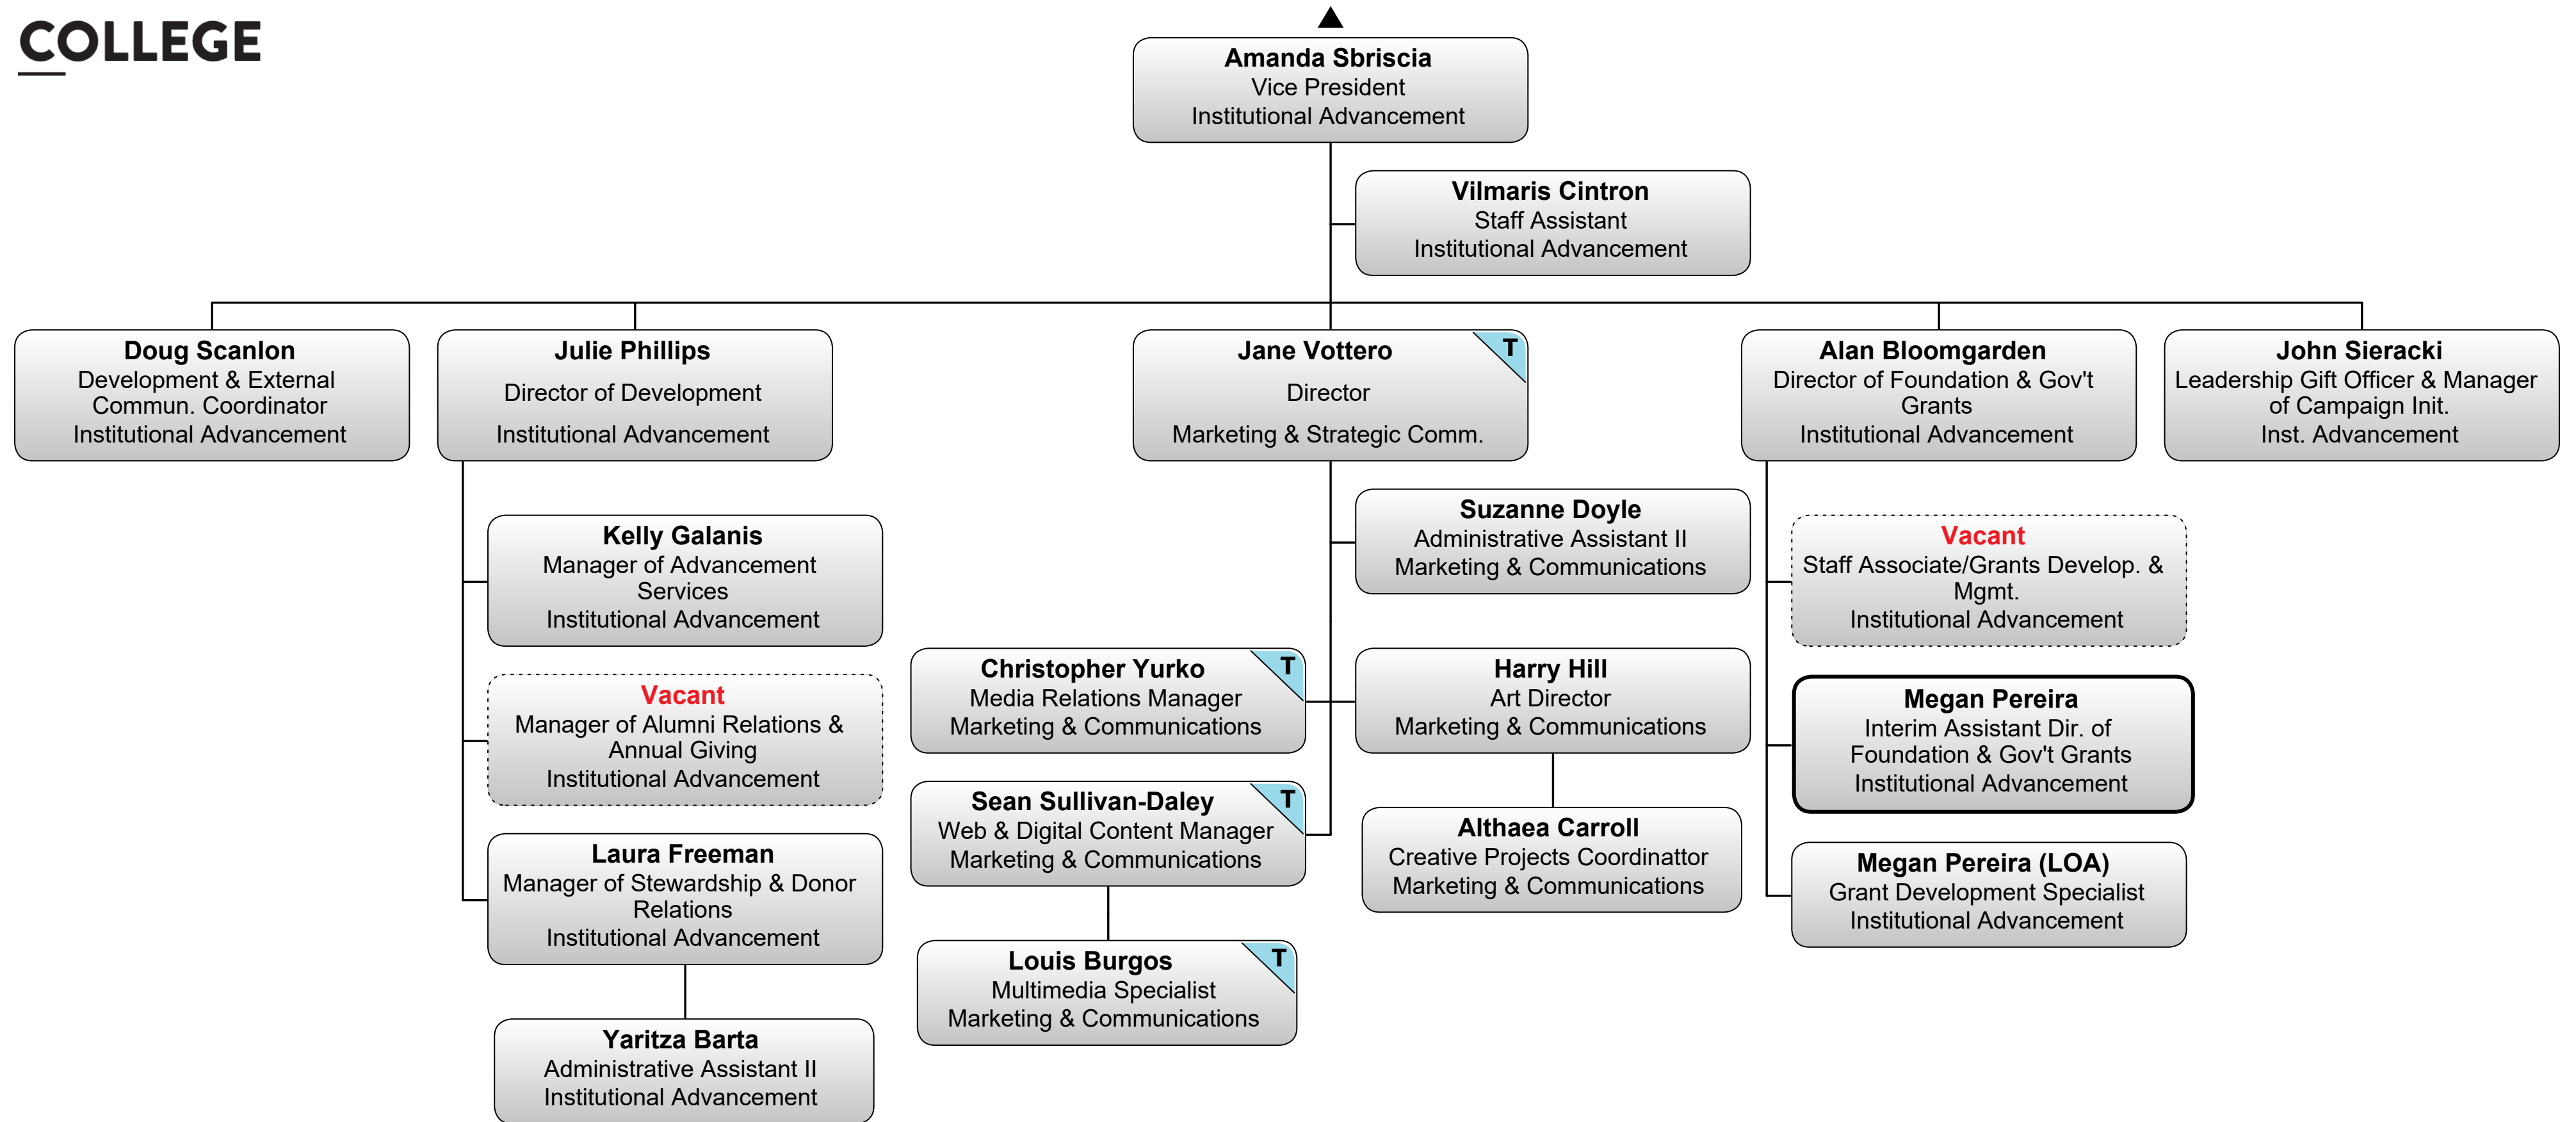 COLLEGE
Amanda Sbriscia
Vice President
Institutional Advancement
Vilmaris Cintron
Staff Assistant
Institutional Advancement
Doug Scanlon
Development & External
Commun. Coordinator
Institutional Advancement
Julie Phillips
Director of Development
Institutional Advancement
Jane Vottero
T
Director
Marketing & Strategic Comm.
Alan Bloomgarden
Director of Foundation & Gov't
Grants
Institutional Advancement
John Sieracki
Leadership Gift Officer & Manager
of Campaign Init.
Inst. Advancement
Kelly Galanis
Manager of Advancement
Services
Institutional Advancement
Vacant
Manager of Alumni Relations &
Annual Giving
Institutional Advancement
Laura Freeman
Manager of Stewardship & Donor
Relations
Institutional Advancement
Yaritza Barta
Administrative Assistant II
Institutional Advancement
Suzanne Doyle
Administrative Assistant II
Marketing & Communications
Christopher Yurko
T
Media Relations Manager
Marketing & Communications
Harry Hill
Art Director
Marketing & Communications
Sean Sullivan-Daley
T
Web & Digital Content Manager
Marketing & Communications
Althaea Carroll
Creative Projects Coordinattor
Marketing & Communications
Louis Burgos
T
Multimedia Specialist
Marketing & Communications
Vacant
Staff Associate/Grants Develop. &
Mgmt.
Institutional Advancement
Megan Pereira
Interim Assistant Dir. of
Foundation & Gov't Grants
Institutional Advancement
Megan Pereira (LOA)
Grant Development Specialist
Institutional Advancement